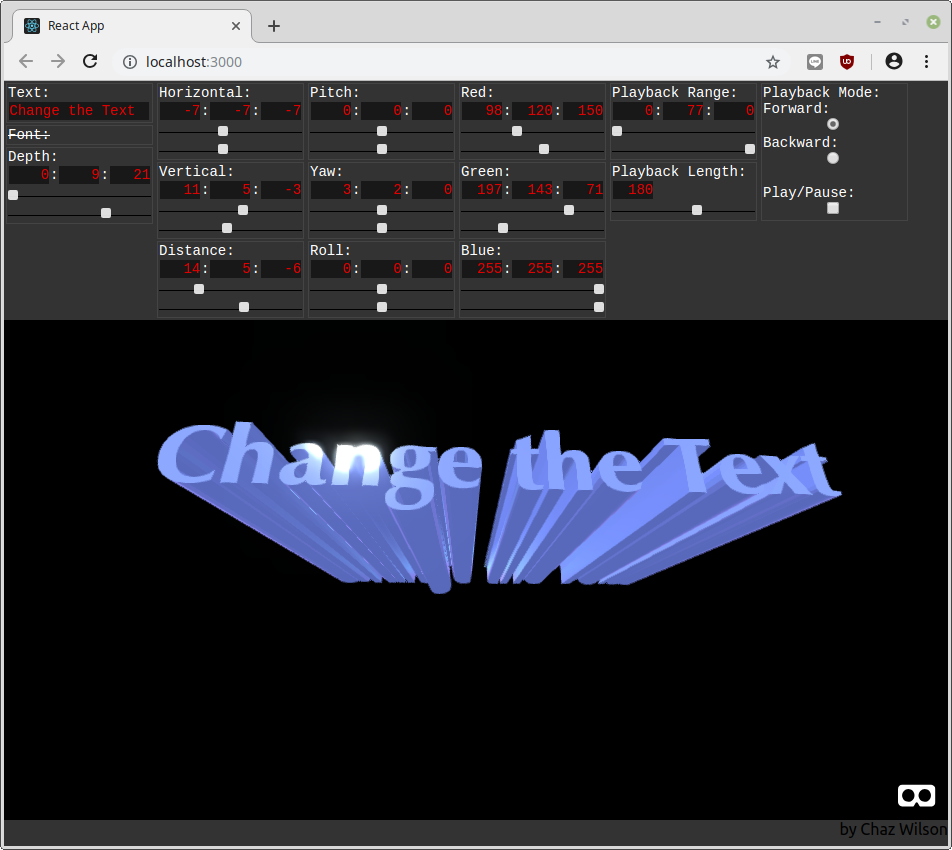 React App
localhost:3000
Text:
Change the Text
Font:
Depth:
0: 9: 21
Horizontal:
-7: -7: -7
Vertical:
11: 5: -3
Distance:
14: 5: -6
Pitch:
0: 0: 0
Yaw:
3: 2: 0
Roll:
0: 0: 0
Red:
98: 120: 150
Green:
197: 143: 71
Blue:
255: 255: 255
Playback Range:
0: 77: 0
Playback Length:
180
Playback Mode:
Forward:
Backward:
Play/Pause:
Change the Text
by Chaz Wilson